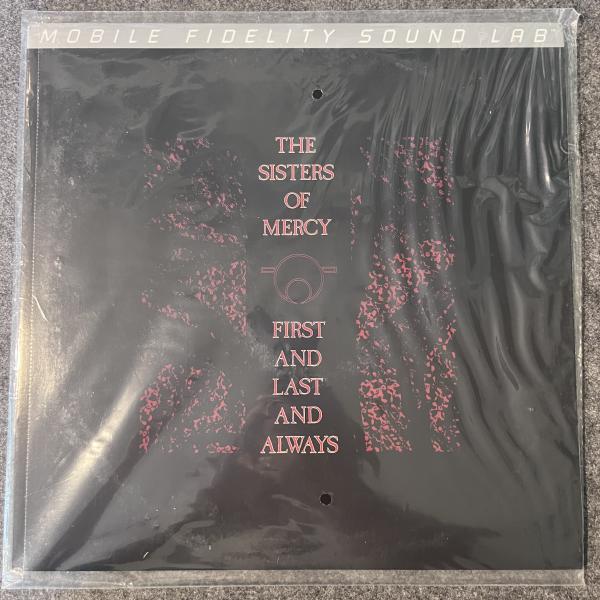 MOBILE FIDELITY SOUND LAB
THE
SISTERS
OF
MERCY
FIRST
AND
LAST
AND
ALWAYS